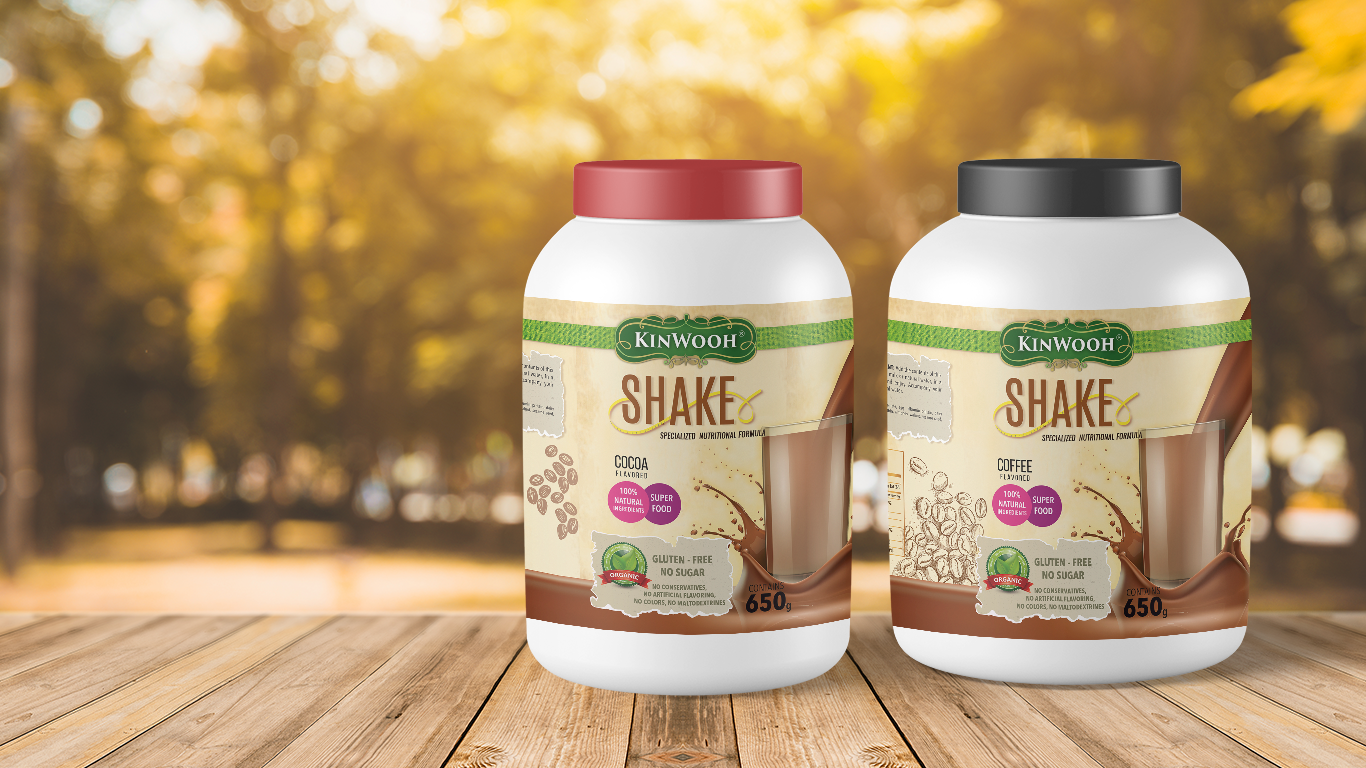 KINWOOH®
SHAKE
SPECIALIZED NUTRITIONAL FORMULA
COCOA
FLAVORED
100%
NATURAL
INGREDIENTS
SUPER
FOOD
ORGANIC
GLUTEN - FREE
NO SUGAR
NO CONSERVATIVES,
NO ARTIFICIAL FLAVORING,
NO COLORS, NO MALTODEXTRINES
CONTAINS
650g
KINWOOH®
SHAKE
SPECIALIZED NUTRITIONAL FORMULA
COFFEE
FLAVORED
100%
NATURAL
INGREDIENTS
SUPER
FOOD
ORGANIC
GLUTEN - FREE
NO SUGAR
NO CONSERVATIVES,
NO ARTIFICIAL FLAVORING,
NO COLORS, NO MALTODEXTRINES
CONTAINS
650g